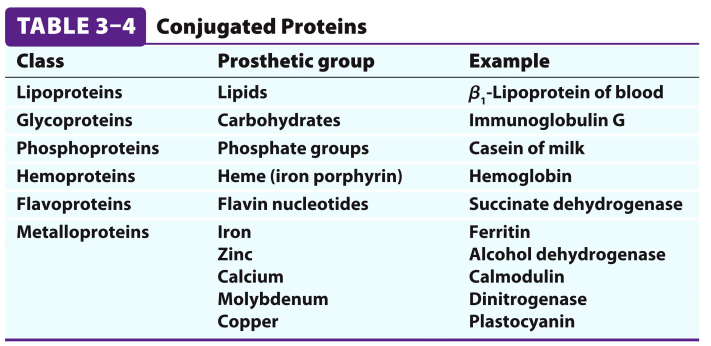 TABLE 3–4 Conjugated Proteins
Class Prosthetic group Example
Lipoproteins Lipids β₁-Lipoprotein of blood
Glycoproteins Carbohydrates Immunoglobulin G
Phosphoproteins Phosphate groups Casein of milk
Hemoproteins Heme (iron porphyrin) Hemoglobin
Flavoproteins Flavin nucleotides Succinate dehydrogenase
Metalloproteins Iron Ferritin
Zinc Alcohol dehydrogenase
Calcium Calmodulin
Molybdenum Dinitrogenase
Copper Plastocyanin